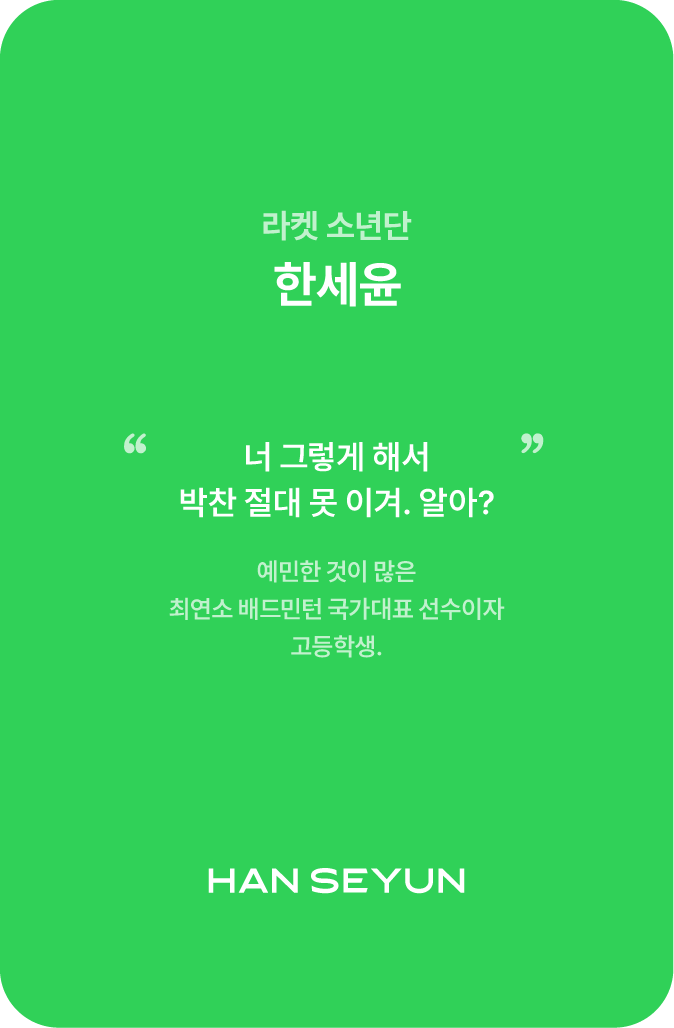 라켓 소년단
한세윤
“ 너 그렇게 해서 ”
박찬 절대 못 이겨. 알아?
예민한 것이 많은
최연소 배드민턴 국가대표 선수이자
고등학생.
HAN SEYUN